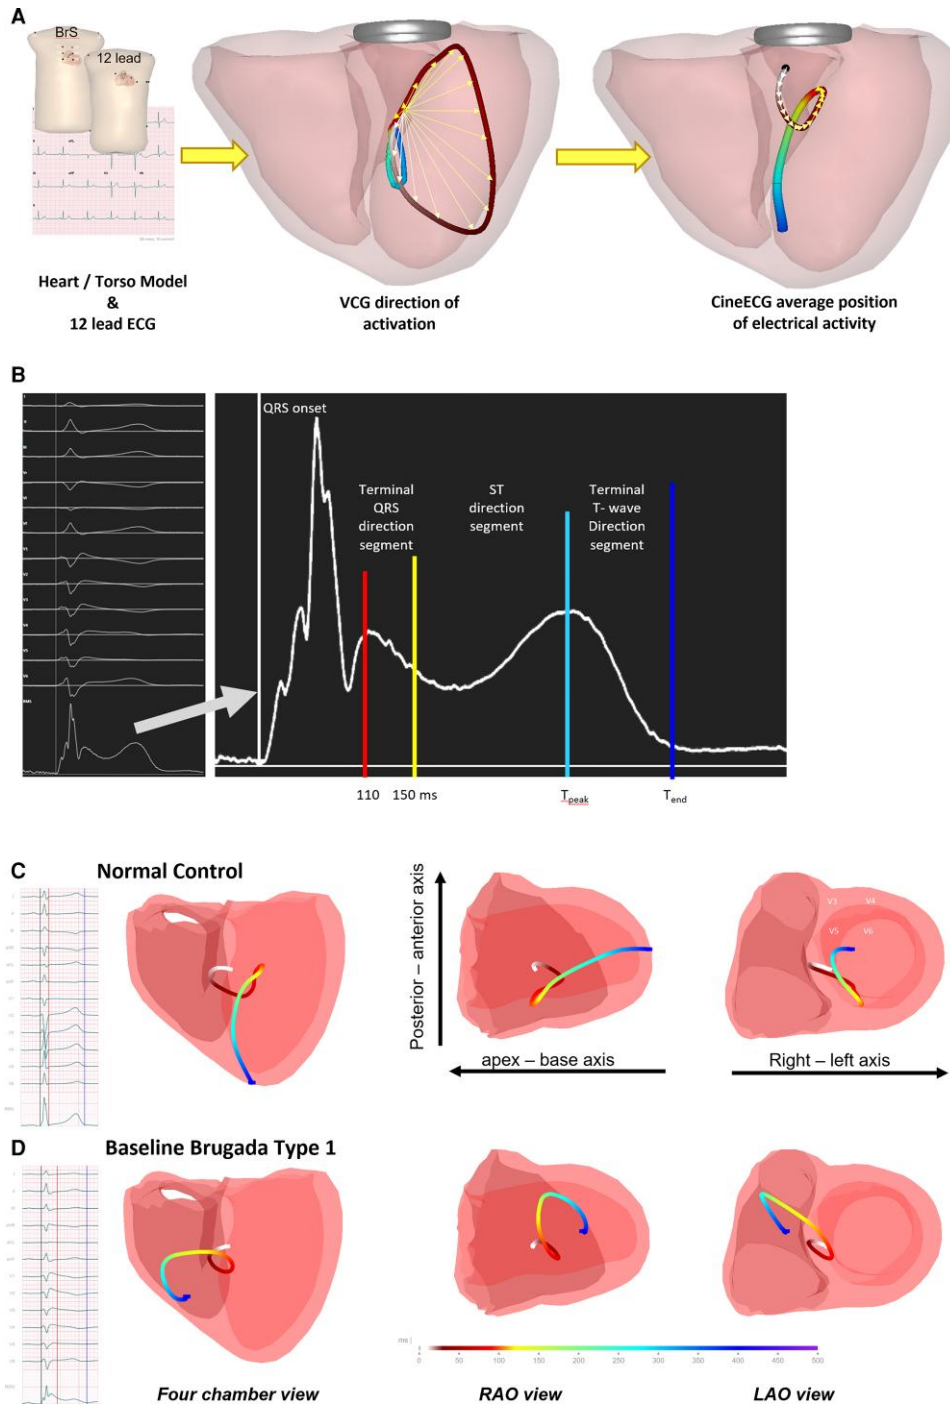 A
BrS
12 lead
Heart / Torso Model
&
12 lead ECG
VCG direction of
activation
CineECG average position
of electrical activity
B
QRS onset
Terminal
QRS
direction
segment
ST
direction
segment
Terminal
T- wave
Direction
segment
RMS
110
150 ms
Tpeak
Tend
C
Normal Control
Posterior – anterior axis
apex – base axis
V3
V4
V5
V6
Right – left axis
D
Baseline Brugada Type 1
ms
0
50
100
150
200
250
300
350
400
450
500
Four chamber view
RAO view
LAO view